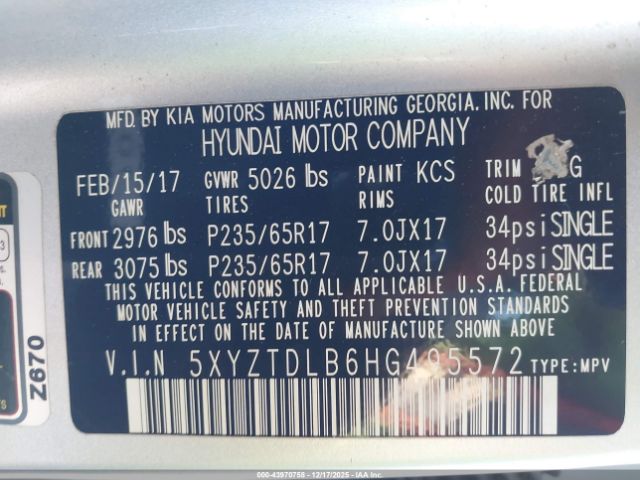 MFD. BY KIA MOTORS MANUFACTURING GEORGIA. INC. FOR
HYUNDAI MOTOR COMPANY
FEB/15/17 GVWR 5026 lbs PAINT KCS TRIM G
GAWR TIRES RIMS COLD TIRE INFL
FRONT 2976 lbs P235/65R17 7.0JX17 34psi SINGLE
REAR 3075 lbs P235/65R17 7.0JX17 34psi SINGLE
THIS VEHICLE CONFORMS TO ALL APPLICABLE U.S.A. FEDERAL
MOTOR VEHICLE SAFETY AND THEFT PREVENTION STANDARDS
IN EFFECT ON THE DATE OF MANUFACTURE SHOWN ABOVE
V.I.N 5XYZTDLB6HG495572 TYPE:MPV
Z670
000-43970758 | 12/17/2025 - Copyright © IAA